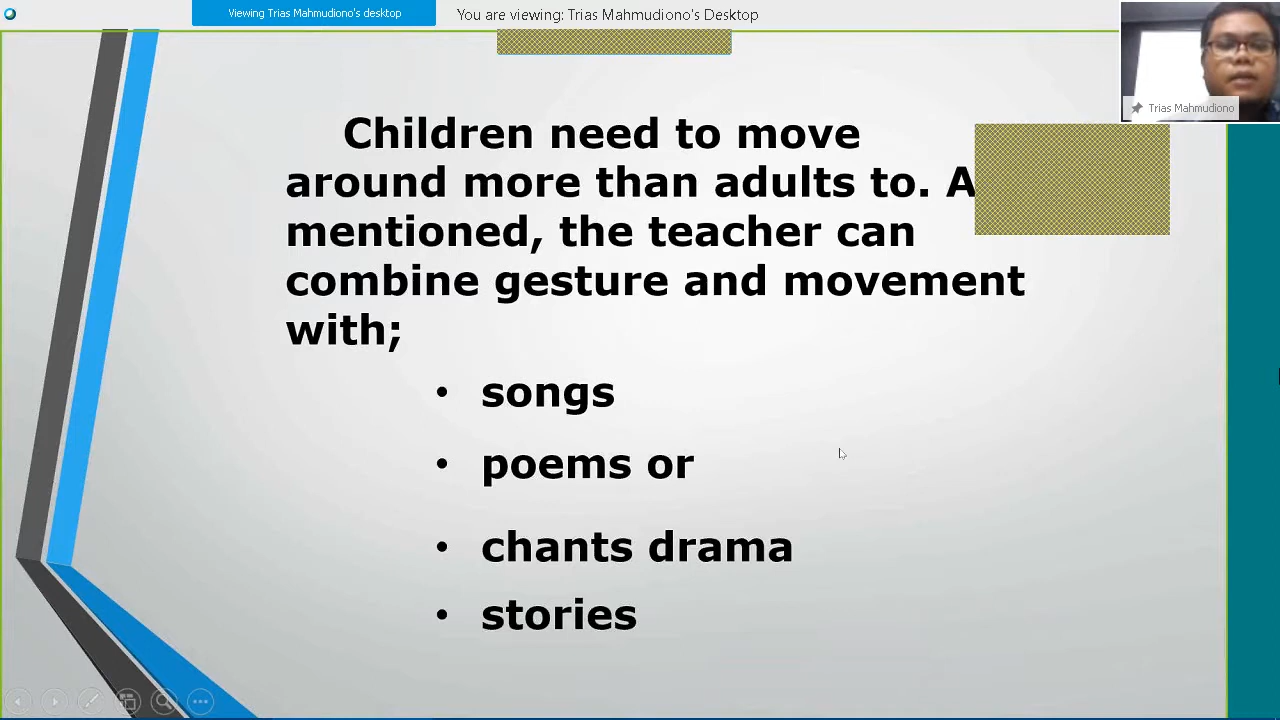 Viewing Trias Mahmudiono's desktop
You are viewing: Trias Mahmudiono's Desktop
Trias Mahmudiono
Children need to move
around more than adults to. A
mentioned, the teacher can
combine gesture and movement
with;
• songs
• poems or
• chants drama
• stories